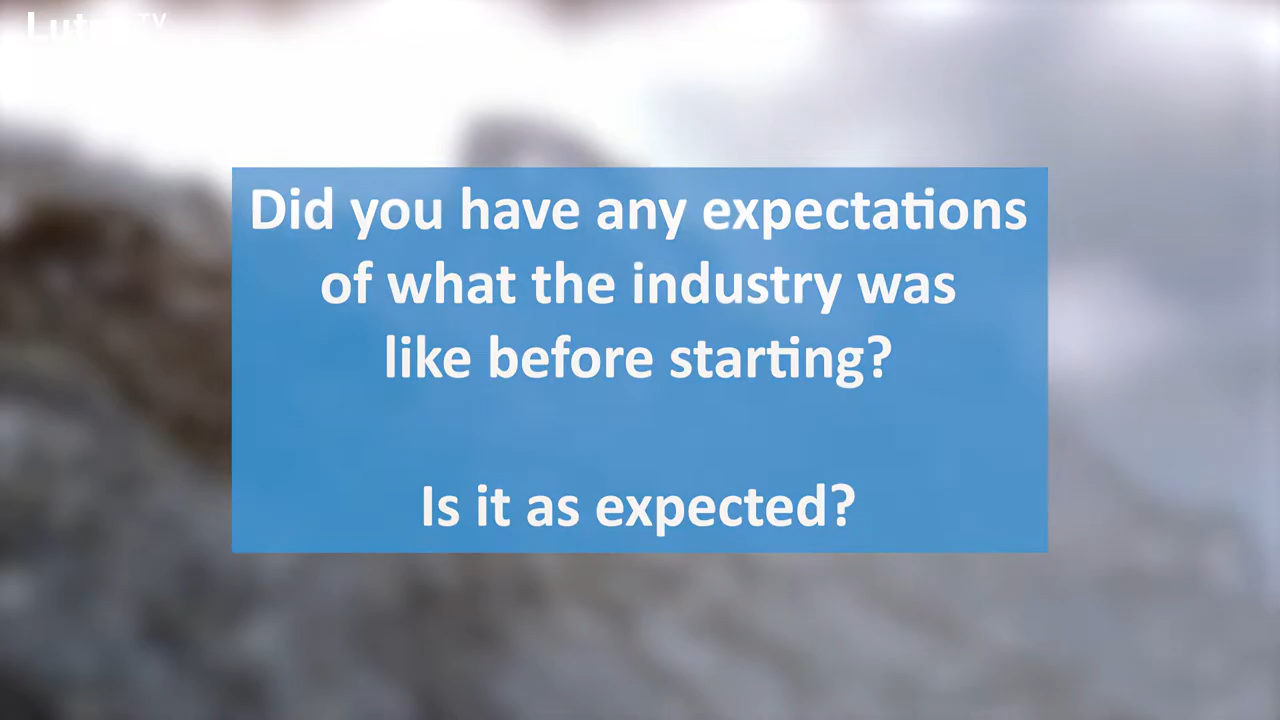 Did you have any expectations
of what the industry was
like before starting?
Is it as expected?